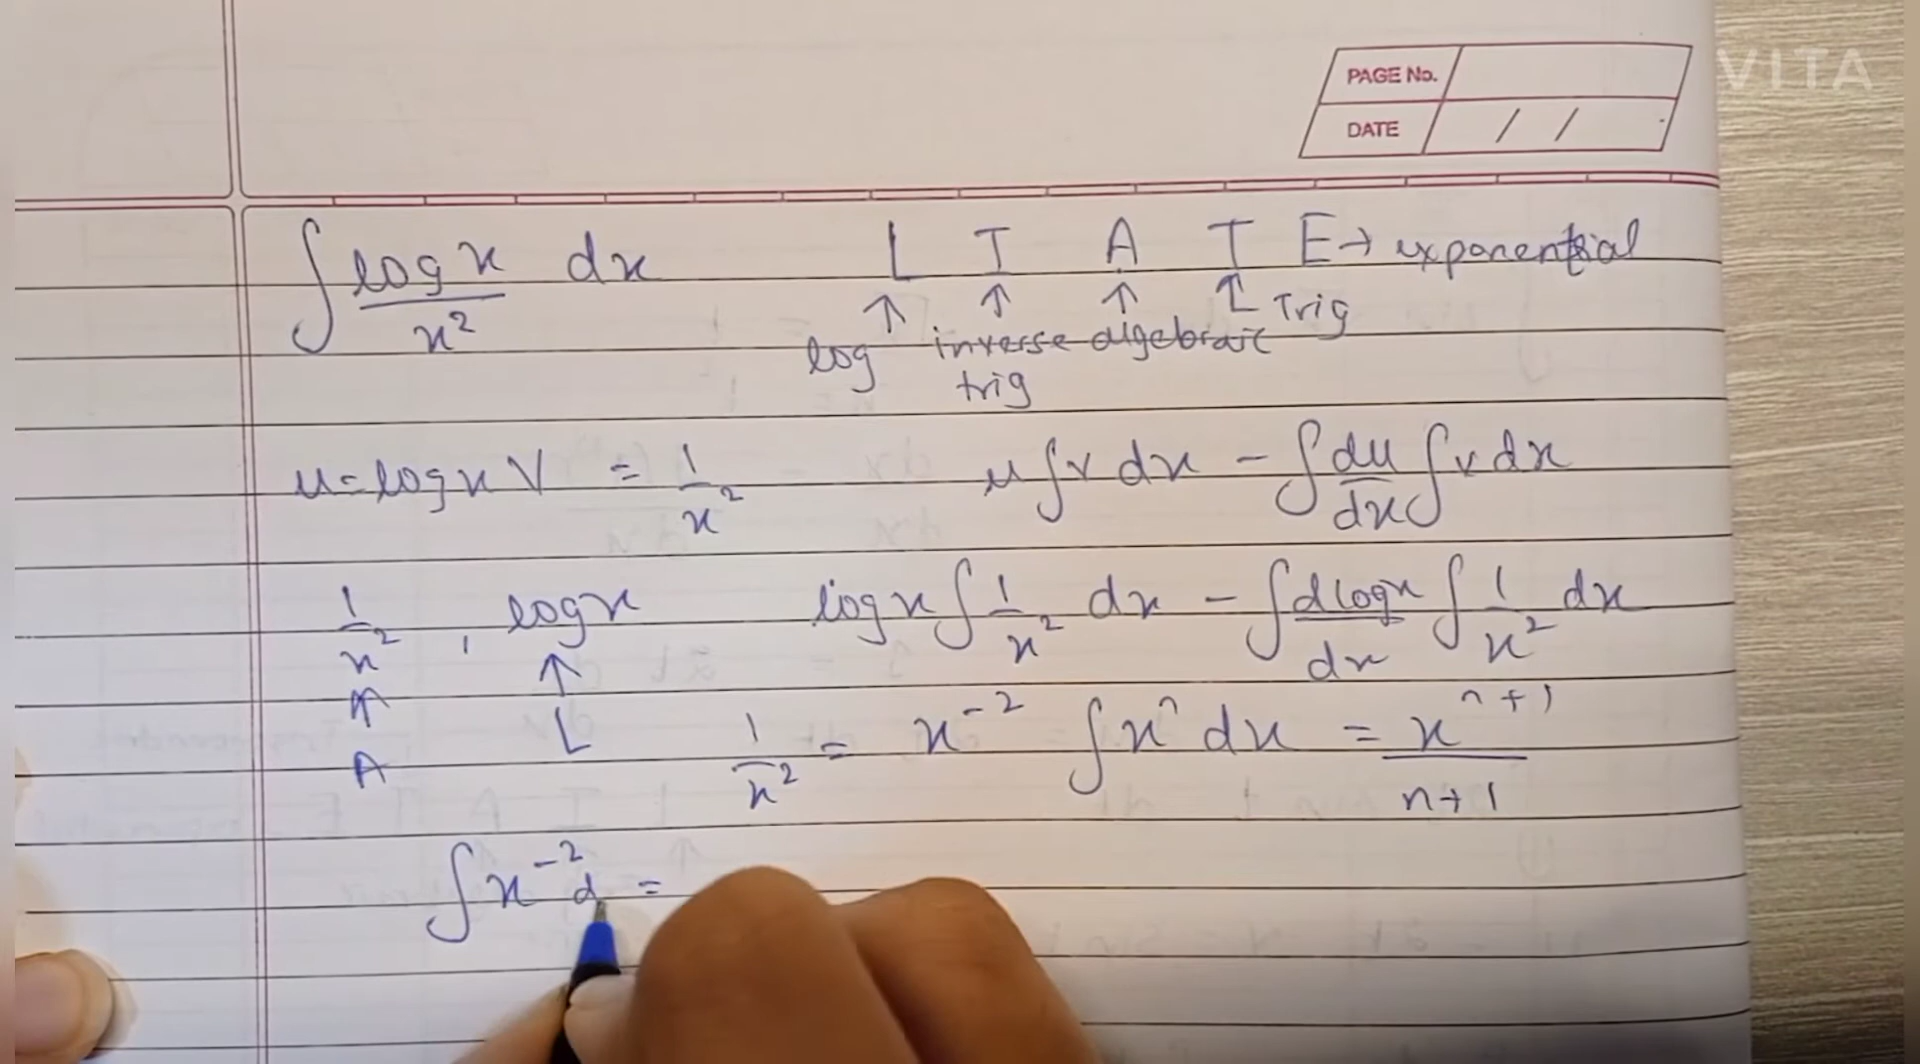 PAGE No.
DATE / /
VITA
∫ log x / x² dx
L I A T E → exponential
↑ ↑ ↑ ↑ Trig
log inverse algebraic
trig
u = log x V = 1/x²
u∫v dx - ∫ du/dx ∫v dx
1/x² , log x
↑ ↑
A L
log x ∫ 1/x² dx - ∫ d log x/dx ∫ 1/x² dx
1/x² = x⁻² ∫xⁿ dx = xⁿ⁺¹/n+1
∫x⁻² d =